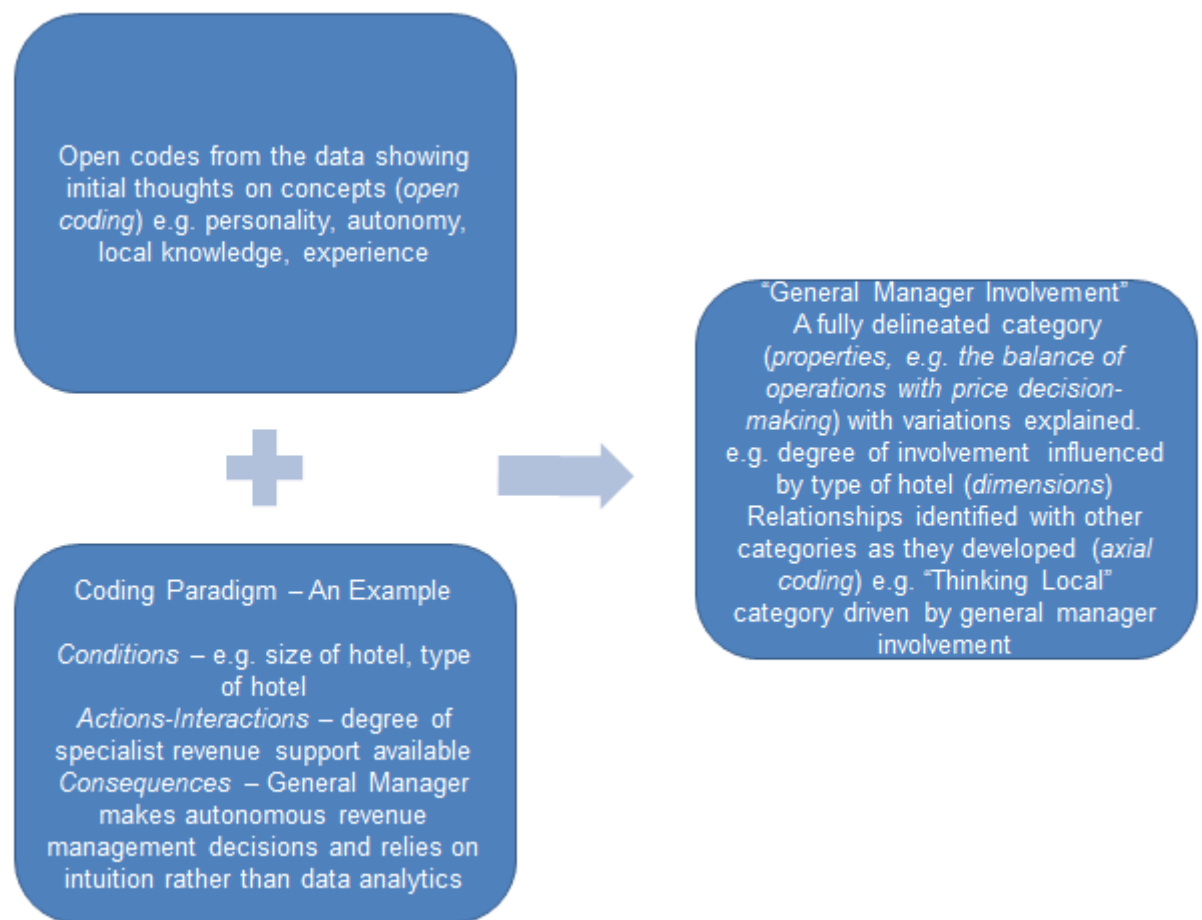 Open codes from the data showing
initial thoughts on concepts (open
coding) e.g. personality, autonomy,
local knowledge, experience
Coding Paradigm – An Example
Conditions – e.g. size of hotel, type
of hotel
Actions-Interactions – degree of
specialist revenue support available
Consequences – General Manager
makes autonomous revenue
management decisions and relies on
intuition rather than data analytics
“General Manager Involvement”
A fully delineated category
(properties, e.g. the balance of
operations with price decision-
making) with variations explained.
e.g. degree of involvement influenced
by type of hotel (dimensions)
Relationships identified with other
categories as they developed (axial
coding) e.g. “Thinking Local”
category driven by general manager
involvement